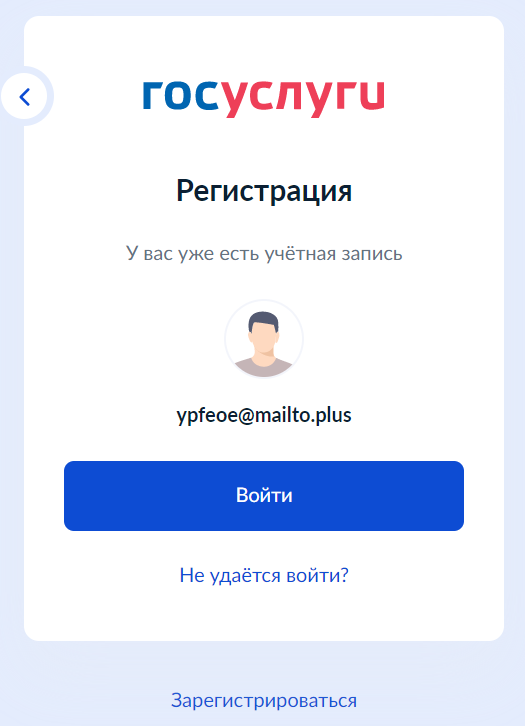 госуслуги
Регистрация
У вас уже есть учётная запись
ypfeoe@mailto.plus
Войти
Не удаётся войти?
Зарегистрироваться